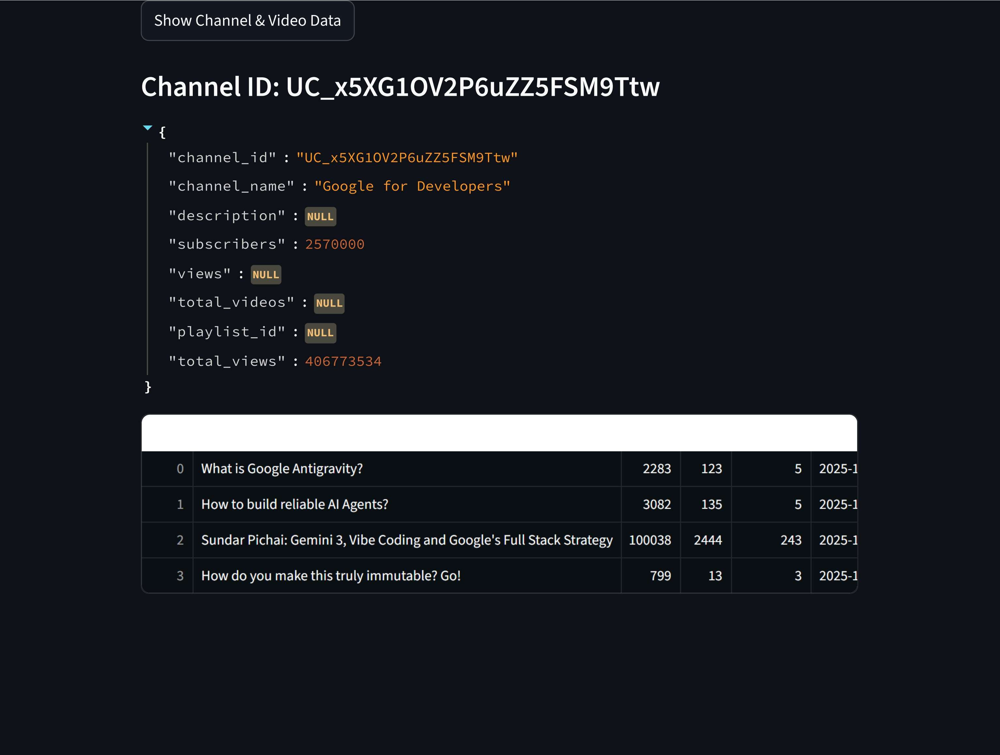 Show Channel & Video Data
Channel ID: UC_x5XG1OV2P6uZZ5FSM9Ttw
{
"channel_id" : "UC_x5XG1OV2P6uZZ5FSM9Ttw"
"channel_name" : "Google for Developers"
"description" : NULL
"subscribers" : 2570000
"views" : NULL
"total_videos" : NULL
"playlist_id" : NULL
"total_views" : 406773534
}
0 What is Google Antigravity? 2283 123 5 2025-1
1 How to build reliable AI Agents? 3082 135 5 2025-1
2 Sundar Pichai: Gemini 3, Vibe Coding and Google's Full Stack Strategy 100038 2444 243 2025-1
3 How do you make this truly immutable? Go! 799 13 3 2025-1